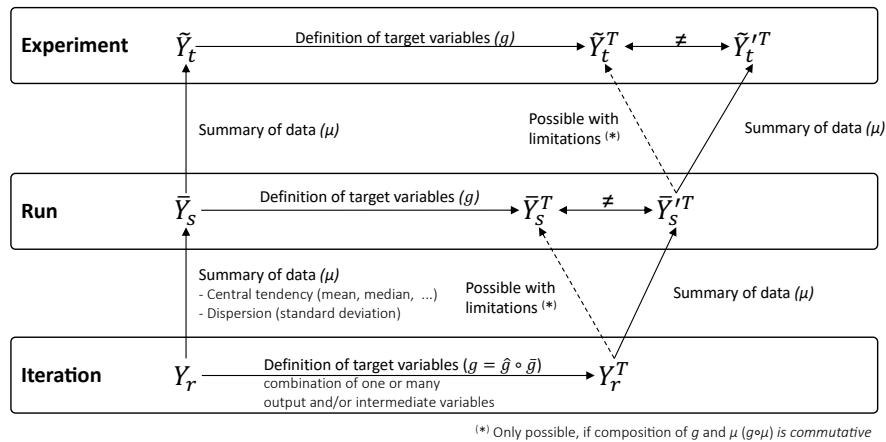 Experiment Ỹₜ Definition of target variables (g) Ỹₜᵀ ≠ Ỹₜ′ᵀ
Summary of data (μ)
Possible with
limitations (*)
Summary of data (μ)
Run Ȳₛ Definition of target variables (g) Ȳₛᵀ ≠ Ȳₛ′ᵀ
Summary of data (μ)
- Central tendency (mean, median, ...)
- Dispersion (standard deviation)
Possible with
limitations (*)
Summary of data (μ)
Iteration Yᵣ Definition of target variables (g = ĝ ∘ ḡ) Yᵣᵀ
combination of one or many
output and/or intermediate variables
(*) Only possible, if composition of g and μ (g∘μ) is commutative